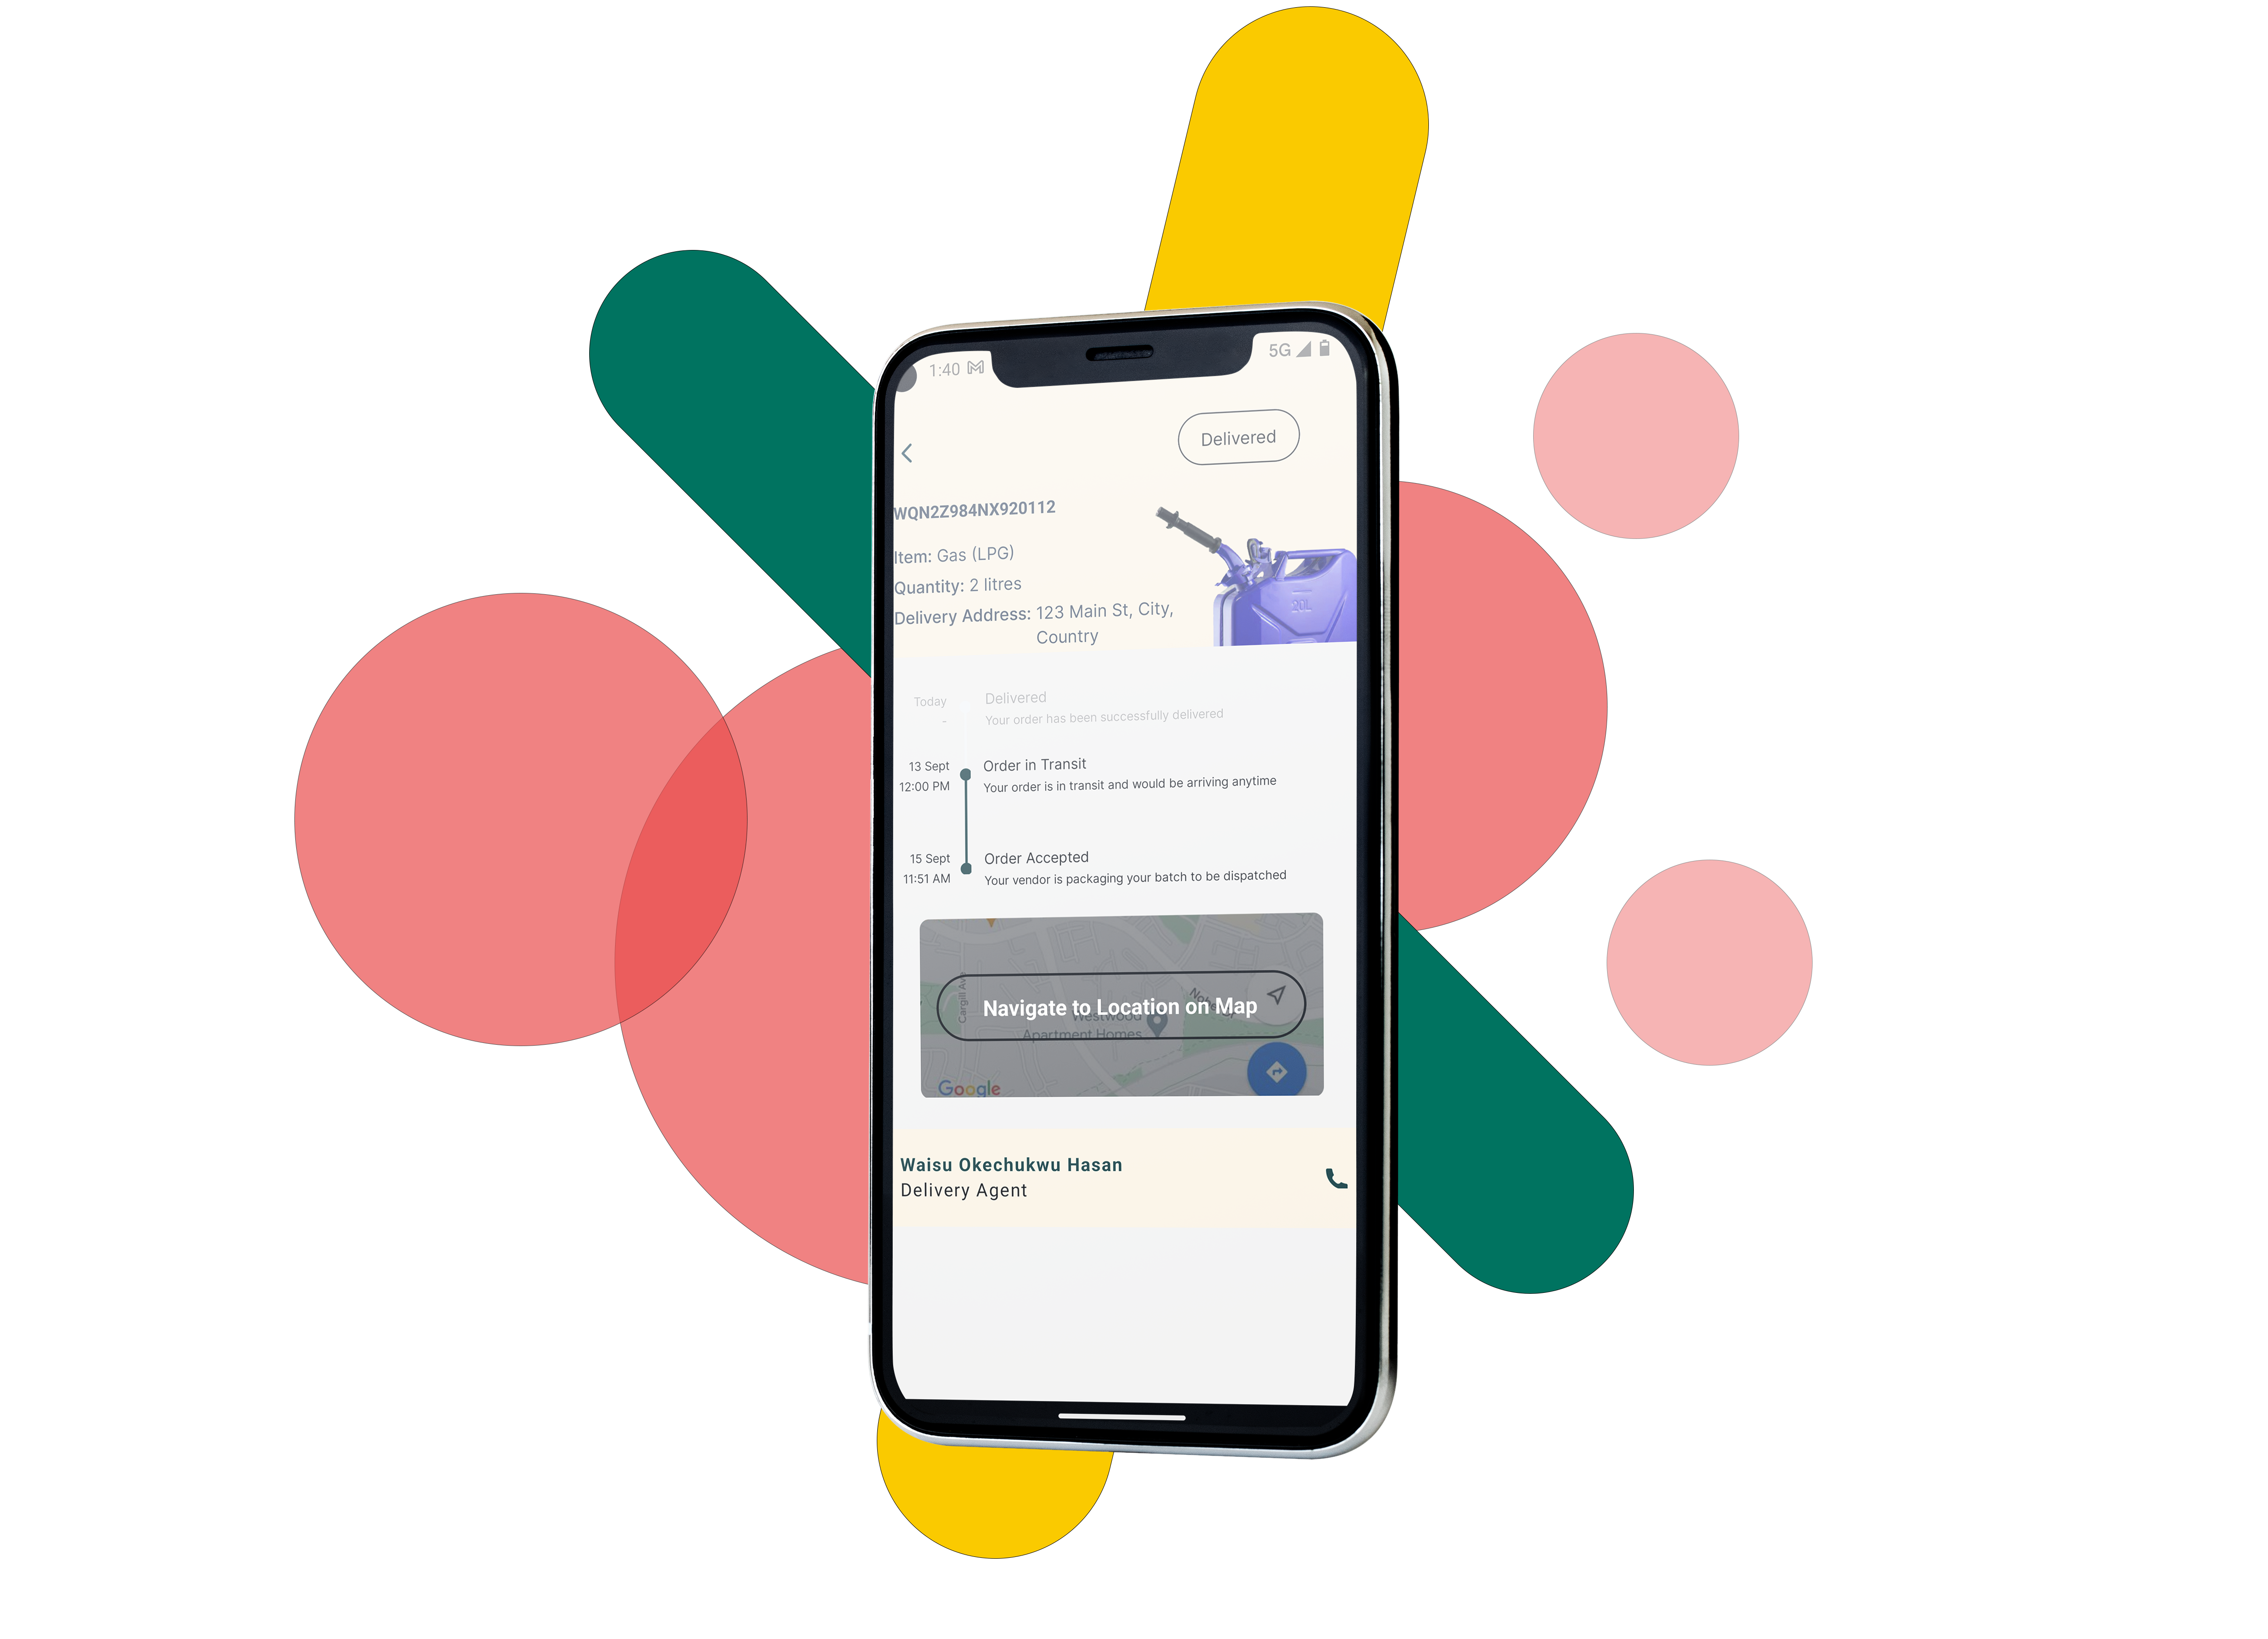 1:40
5G
Delivered
WQN2Z984NX920112
Item: Gas (LPG)
Quantity: 2 litres
Delivery Address: 123 Main St, City,
Country
20L
Today
-
Delivered
Your order has been successfully delivered
13 Sept
12:00 PM
Order in Transit
Your order is in transit and would be arriving anytime
15 Sept
11:51 AM
Order Accepted
Your vendor is packaging your batch to be dispatched
Cargill Av
Navigate to Location on Map
Westwood
Apartment Homes
Google
Waisu Okechukwu Hasan
Delivery Agent